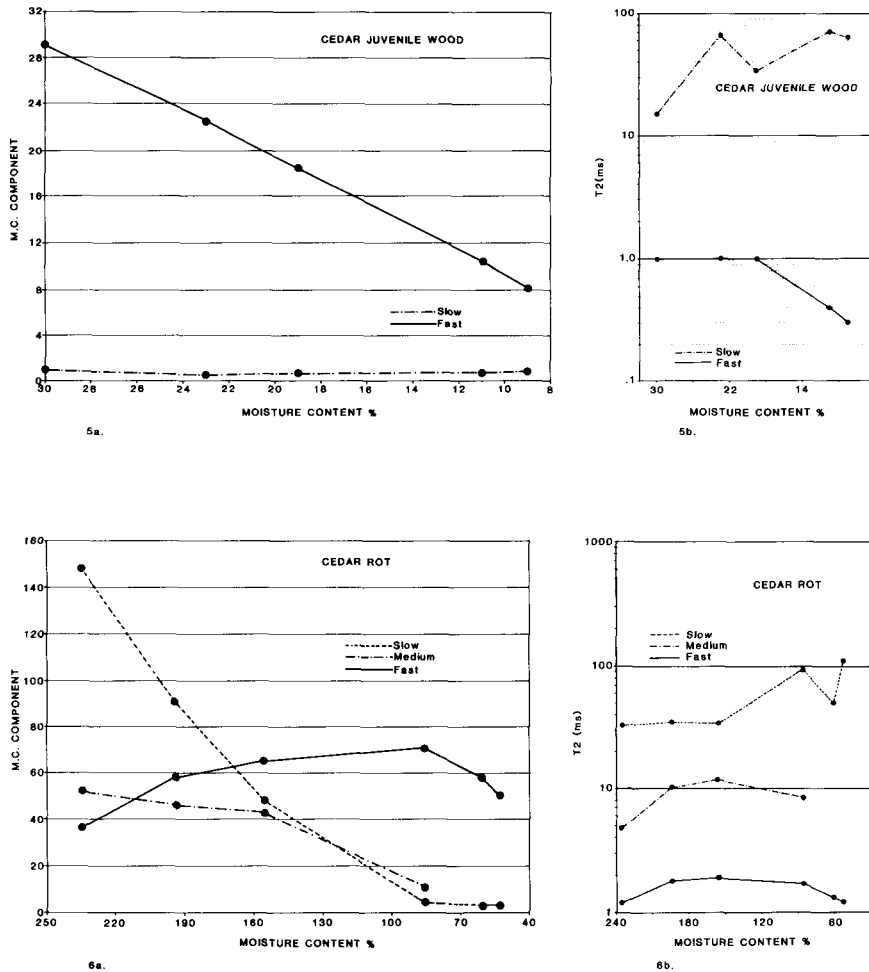 CEDAR JUVENILE WOOD
M.C. COMPONENT
32
28
24
22
16
12
8
4
0
Slow
Fast
30 28 26 24 22 20 18 16 14 12 10 8
MOISTURE CONTENT %
5a.
T2(ms)
100
10
1.0
.1
CEDAR JUVENILE WOOD
Slow
Fast
30 22 14
MOISTURE CONTENT %
5b.
CEDAR ROT
M.C. COMPONENT
160
140
120
160
80
60
40
20
0
Slow
Medium
Fast
250 220 190 160 130 100 70 40
MOISTURE CONTENT %
6a.
CEDAR ROT
T2 (ms)
1000
100
10
1
Slow
Medium
Fast
240 180 120 60
MOISTURE CONTENT %
6b.